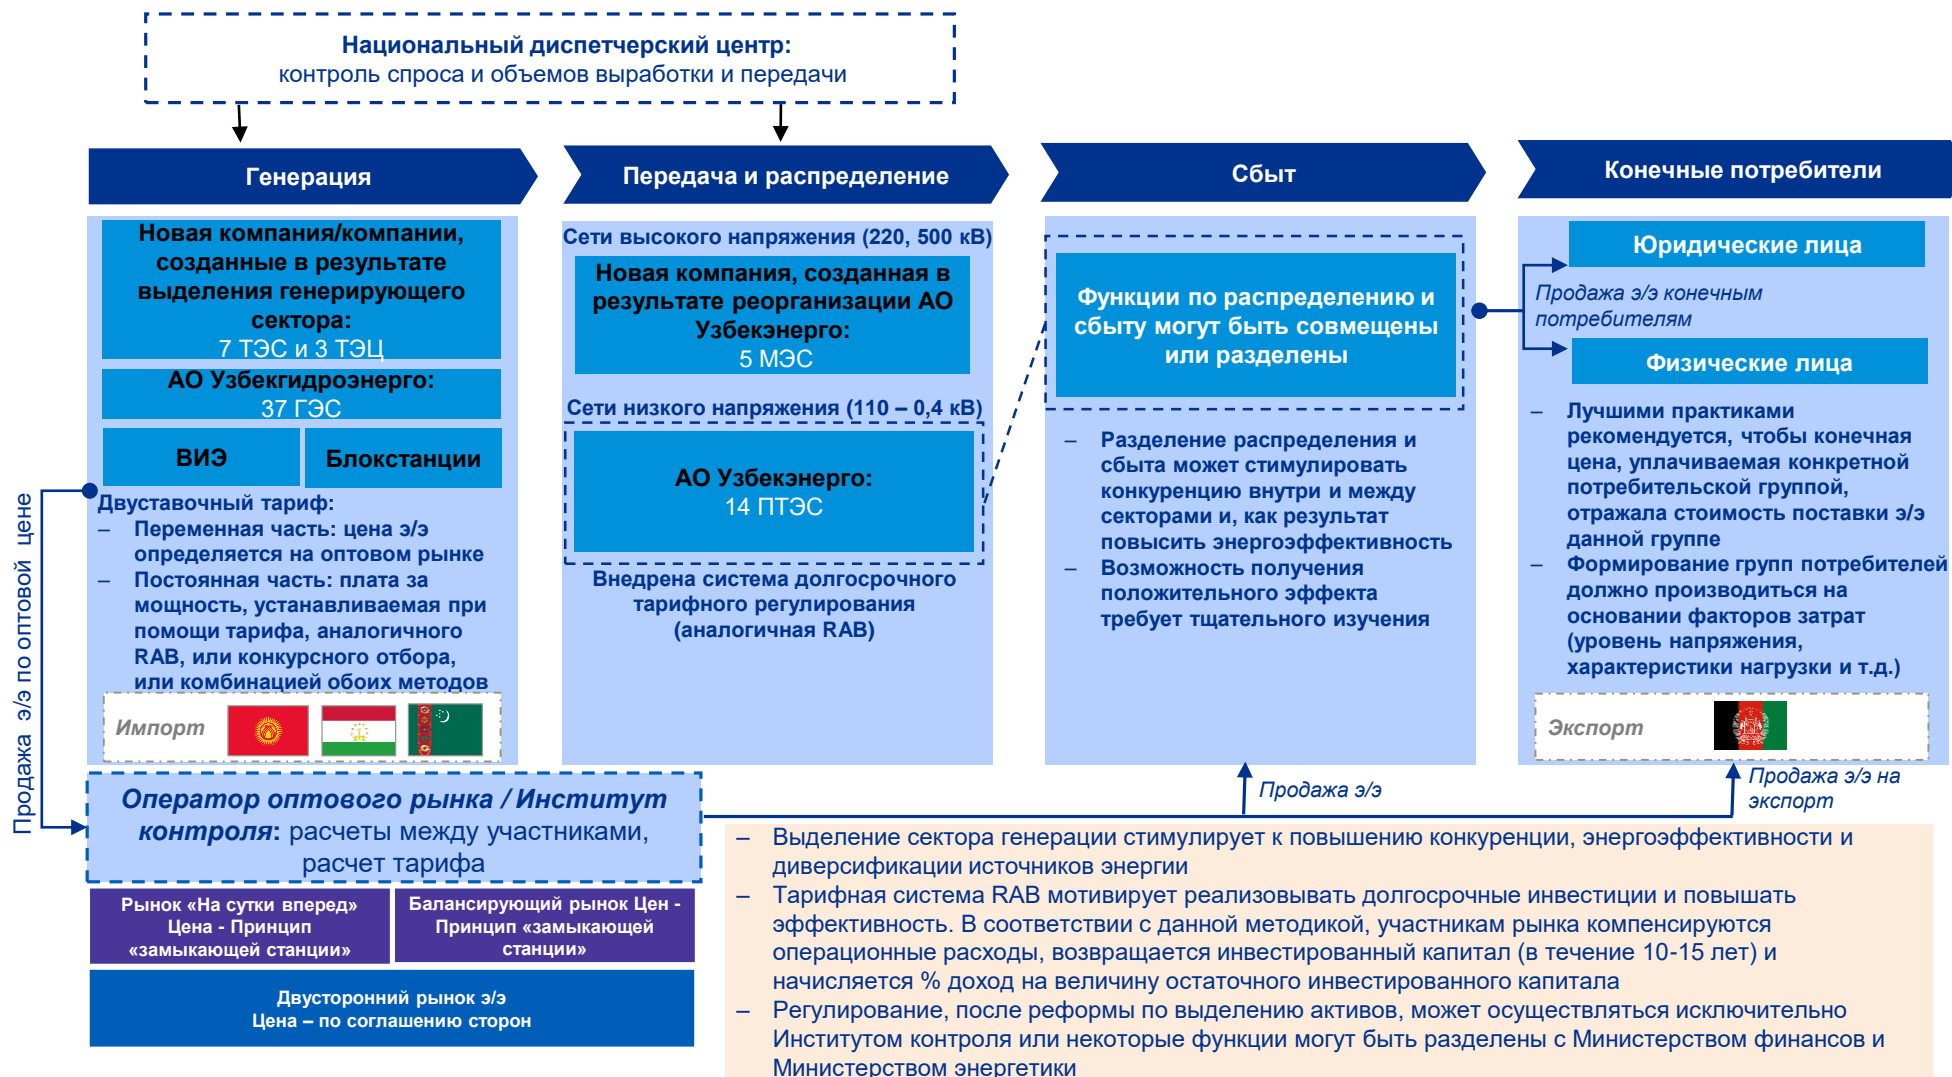 Национальный диспетчерский центр:
контроль спроса и объемов выработки и передачи
Генерация
Передача и распределение
Сбыт
Конечные потребители
Новая компания/компании,
созданные в результате
выделения генерирующего
сектора:
7 ТЭС и 3 ТЭЦ
АО Узбекгидроэнерго:
37 ГЭС
ВИЭ
Блокстанции
Двуставочный тариф:
– Переменная часть: цена э/э
определяется на оптовом рынке
– Постоянная часть: плата за
мощность, устанавливаемая при
помощи тарифа, аналогичного
RAB, или конкурсного отбора,
или комбинацией обоих методов
Импорт
Продажа э/э по оптовой цене
Сети высокого напряжения (220, 500 кВ)
Новая компания, созданная в
результате реорганизации АО
Узбекэнерго:
5 МЭС
Сети низкого напряжения (110 – 0,4 кВ)
АО Узбекэнерго:
14 ПТЭС
Внедрена система долгосрочного
тарифного регулирования
(аналогичная RAB)
Функции по распределению и
сбыту могут быть совмещены
или разделены
– Разделение распределения и
сбыта может стимулировать
конкуренцию внутри и между
секторами и, как результат
повысить энергоэффективность
– Возможность получения
положительного эффекта
требует тщательного изучения
Юридические лица
Продажа э/э конечным
потребителям
Физические лица
– Лучшими практиками
рекомендуется, чтобы конечная
цена, уплачиваемая конкретной
потребительской группой,
отражала стоимость поставки э/э
данной группе
– Формирование групп потребителей
должно производиться на
основании факторов затрат
(уровень напряжения,
характеристики нагрузки и т.д.)
Экспорт
Оператор оптового рынка / Институт
контроля: расчеты между участниками,
расчет тарифа
Продажа э/э
Продажа э/э на
экспорт
Рынок «На сутки вперед»
Цена - Принцип
«замыкающей станции»
Балансирующий рынок Цен -
Принцип «замыкающей
станции»
Двусторонний рынок э/э
Цена – по соглашению сторон
– Выделение сектора генерации стимулирует к повышению конкуренции, энергоэффективности и
диверсификации источников энергии
– Тарифная система RAB мотивирует реализовывать долгосрочные инвестиции и повышать
эффективность. В соответствии с данной методикой, участникам рынка компенсируются
операционные расходы, возвращается инвестированный капитал (в течение 10-15 лет) и
начисляется % доход на величину остаточного инвестированного капитала
– Регулирование, после реформы по выделению активов, может осуществляться исключительно
Институтом контроля или некоторые функции могут быть разделены с Министерством финансов и
Министерством энергетики